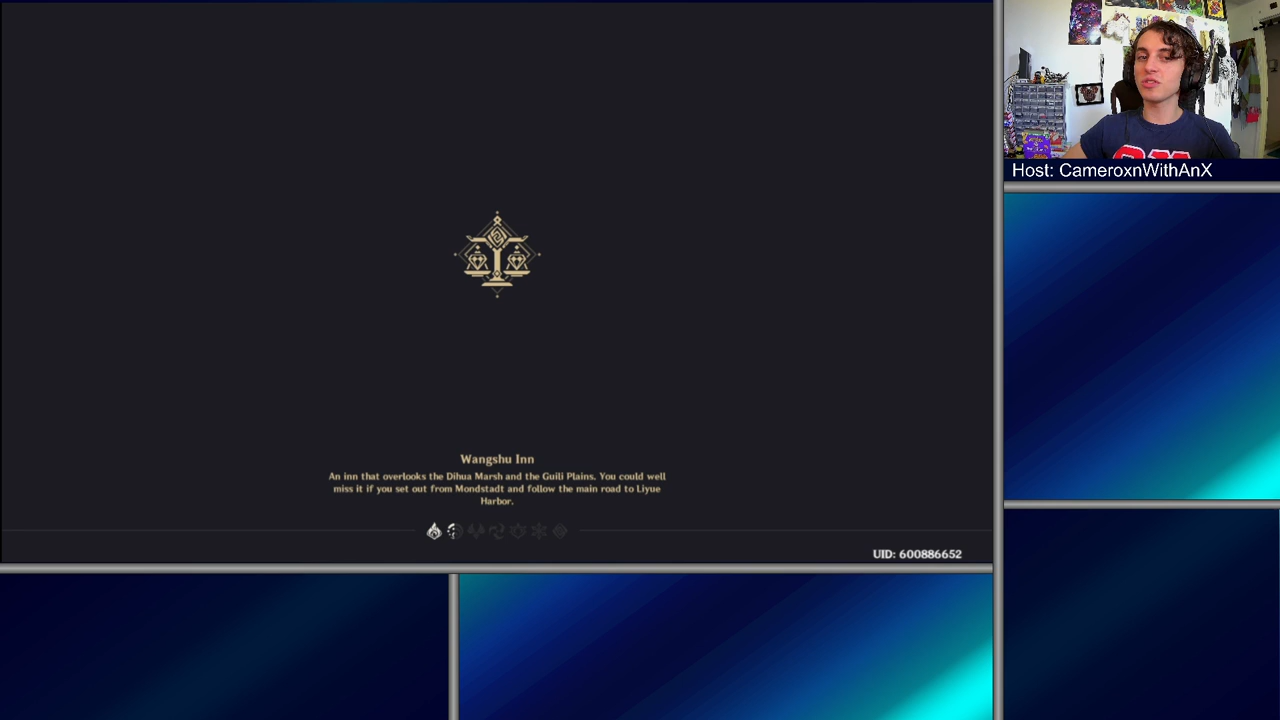 Host: CameroxnWithAnX
Wangshu Inn
An inn that overlooks the Dihua Marsh and the Guili Plains. You could well
miss it if you set out from Mondstadt and follow the main road to Liyue
Harbor.
UID: 600886652